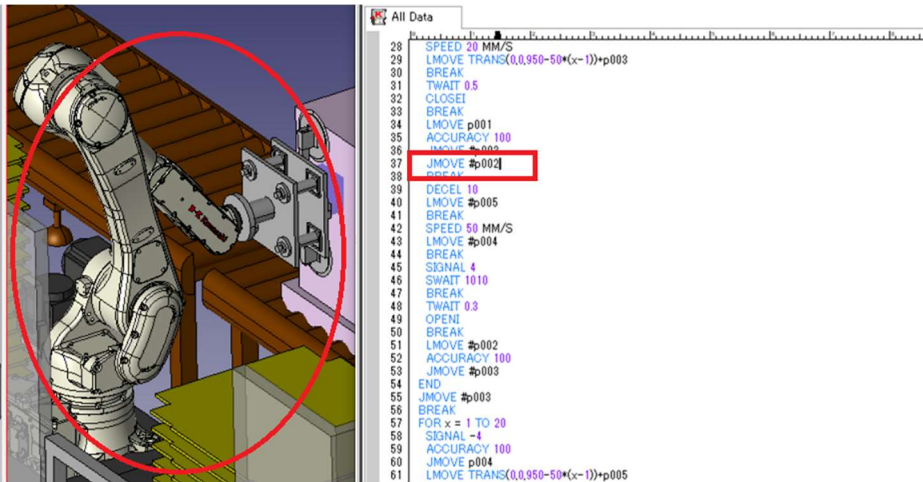 All Data
28 SPEED 20 MM/S
29 LMOVE TRANS(0,0,950-50*(x-1))+p003
30 BREAK
31 TWAIT 0.5
32 CLOSEI
33 BREAK
34 LMOVE p001
35 ACCURACY 100
36 JMOVE #p003
37 JMOVE #p002
38 BREAK
39 DECEL 10
40 LMOVE #p005
41 BREAK
42 SPEED 50 MM/S
43 LMOVE #p004
44 BREAK
45 SIGNAL 4
46 SWAIT 1010
47 BREAK
48 TWAIT 0.3
49 OPENI
50 BREAK
51 LMOVE #p002
52 ACCURACY 100
53 JMOVE #p003
54 END
55 JMOVE #p003
56 BREAK
57 FOR x = 1 TO 20
58 SIGNAL -4
59 ACCURACY 100
60 JMOVE p004
61 LMOVE TRANS(0,0,950-50*(x-1))+p005